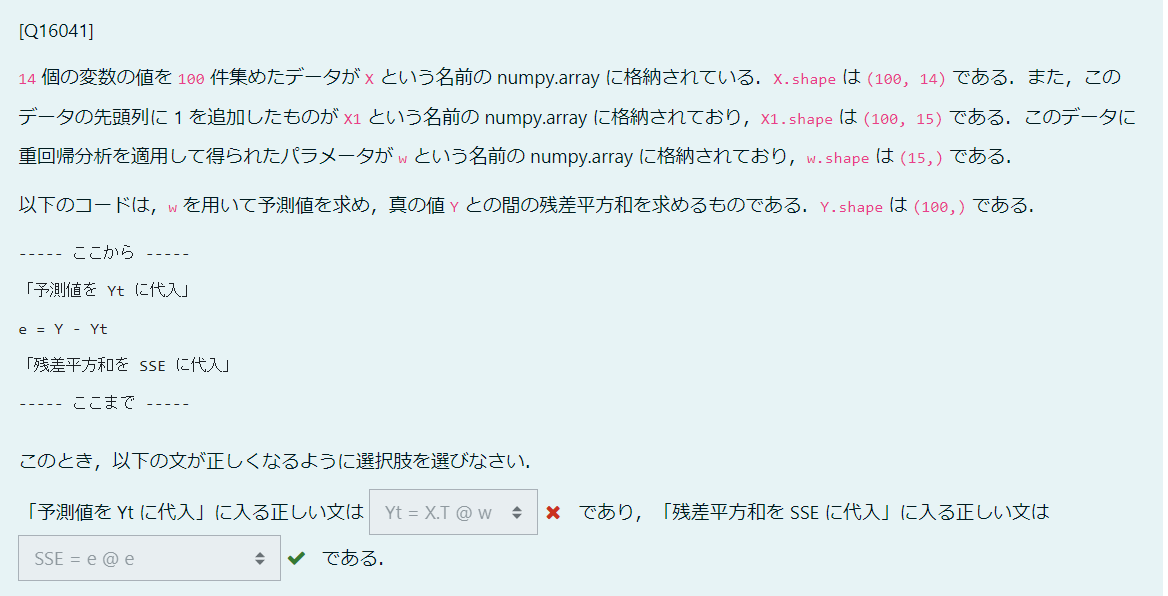 [Q16041]
14 個の変数の値を 100 件集めたデータが X という名前の numpy.array に格納されている．X.shape は (100, 14) である．また，この
データの先頭列に 1 を追加したものが X1 という名前の numpy.array に格納されており，X1.shape は (100, 15) である．このデータに
重回帰分析を適用して得られたパラメータが w という名前の numpy.array に格納されており，w.shape は (15,) である．
以下のコードは，w を用いて予測値を求め，真の値 Y との間の残差平方和を求めるものである．Y.shape は (100,) である．
----- ここから -----
「予測値を Yt に代入」
e = Y - Yt
「残差平方和を SSE に代入」
----- ここまで -----
このとき，以下の文が正しくなるように選択肢を選びなさい．
「予測値を Yt に代入」に入る正しい文は Yt = X.T @ w であり，「残差平方和を SSE に代入」に入る正しい文は
SSE = e @ e である．